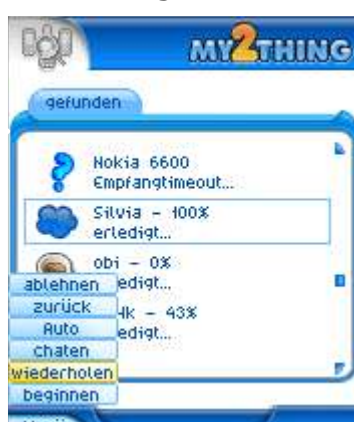 MY2THING
gefunden
Nokia 6600
Empfangtimeout...
Silvia - 100%
erledigt...
obi - 0%
edigt...
- 43%
edigt...
ablehnen
zurück
Auto
chaten
wiederholen
beginnen